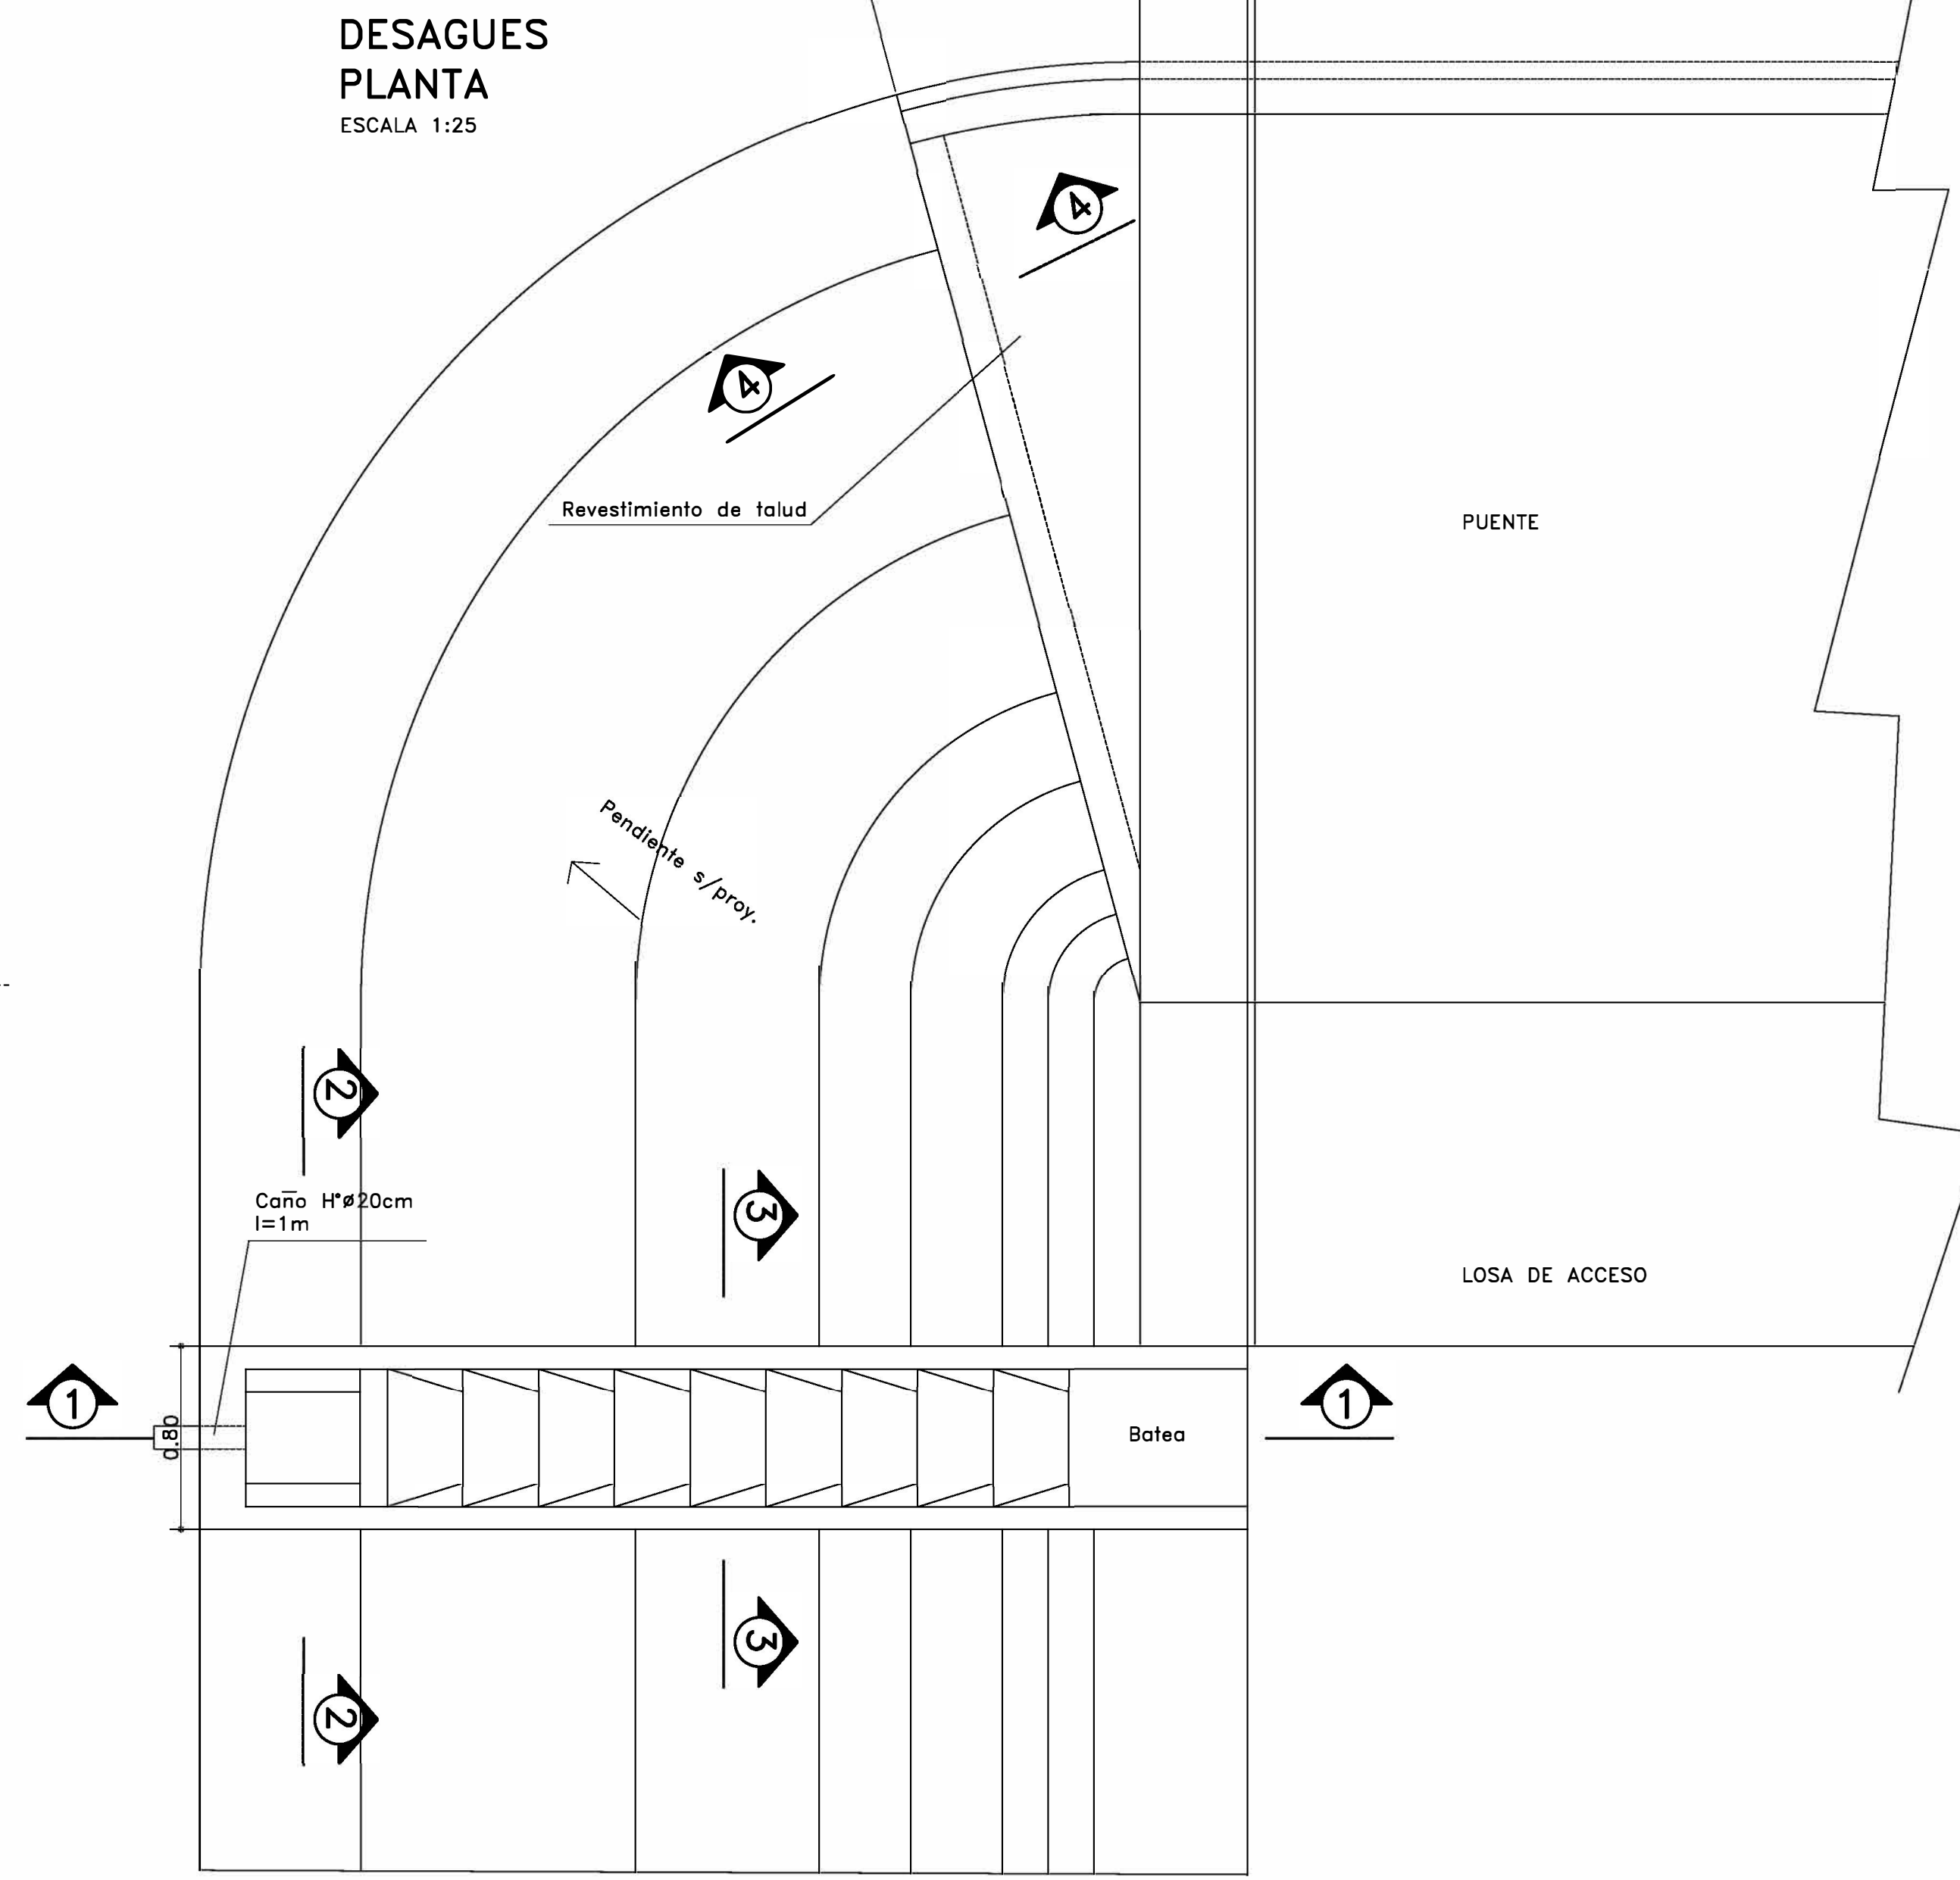 DESAGUES
PLANTA
ESCALA 1:25
4
4
Revestimiento de talud
PUENTE
Pendiente s/proy.
2
Caño H°ø20cm
l=1m
3
LOSA DE ACCESO
1
0.80
Batea
1
3
2